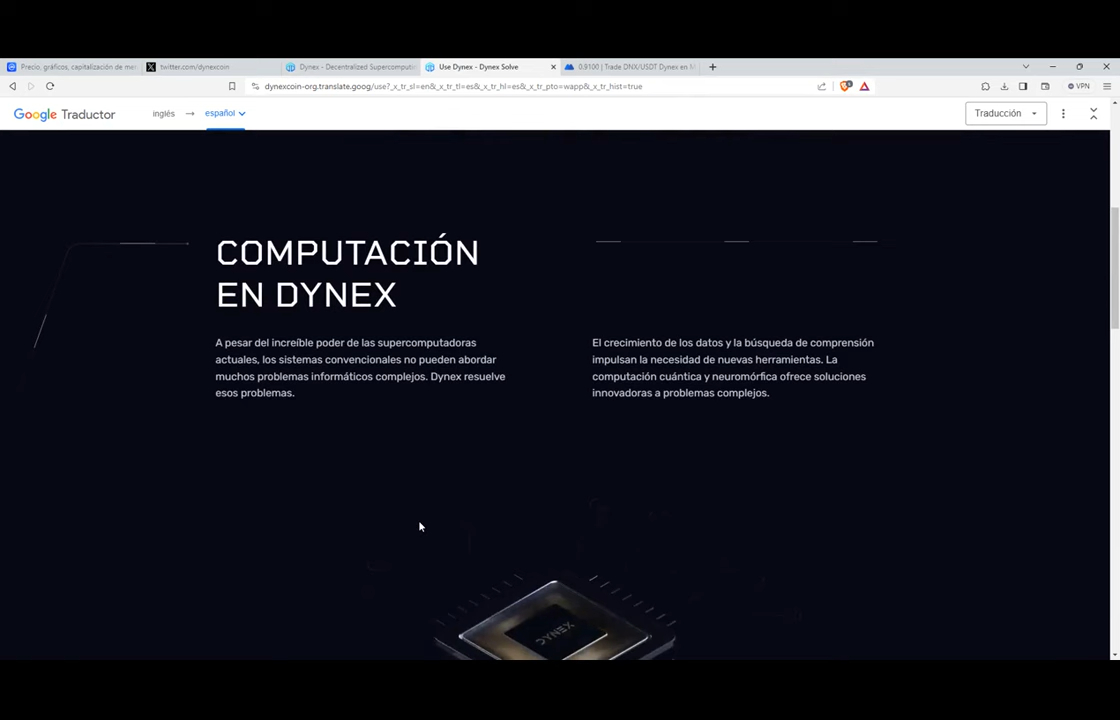 Precio, gráficos, capitalización de me
twitter.com/dynexcoin
Dynex - Decentralized Supercomputi
Use Dynex - Dynex Solve
0.9100 | Trade DNX/USDT Dynex en M
dynexcoin-org.translate.goog/use?_x_tr_sl=en&_x_tr_tl=es&_x_tr_hl=es&_x_tr_pto=wapp&_x_tr_hist=true
VPN
Google Traductor
inglés
español
Traducción
COMPUTACIÓN
EN DYNEX
A pesar del increíble poder de las supercomputadoras
actuales, los sistemas convencionales no pueden abordar
muchos problemas informáticos complejos. Dynex resuelve
esos problemas.
El crecimiento de los datos y la búsqueda de comprensión
impulsan la necesidad de nuevas herramientas. La
computación cuántica y neuromórfica ofrece soluciones
innovadoras a problemas complejos.
DYNEX